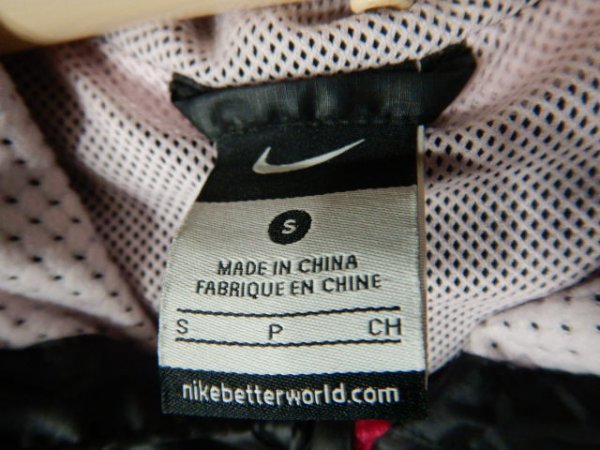 S
MADE IN CHINA
FABRIQUE EN CHINE
S P CH
nikebetterworld.com